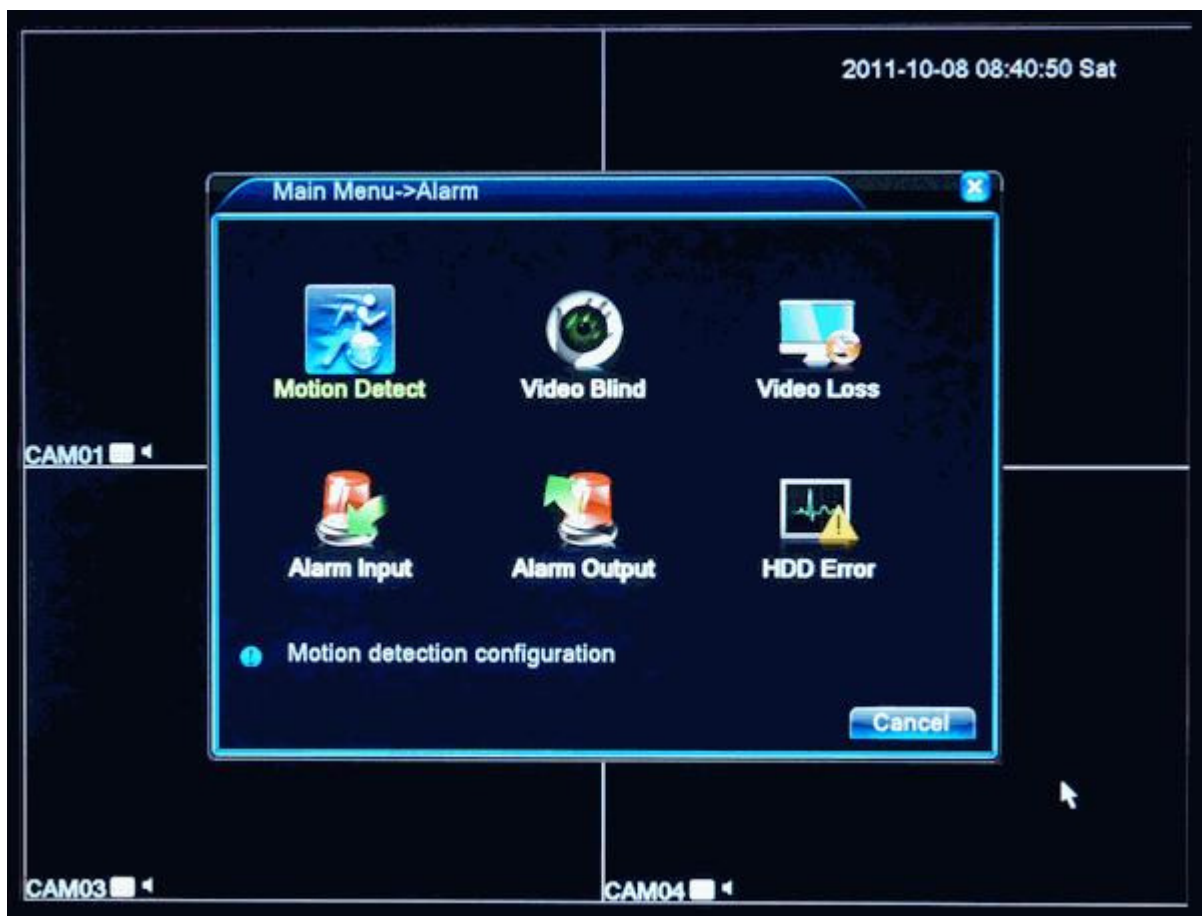 2011-10-08 08:40:50 Sat
Main Menu->Alarm
Motion Detect
Video Blind
Video Loss
CAM01
Alarm Input
Alarm Output
HDD Error
Motion detection configuration
Cancel
CAM03
CAM04